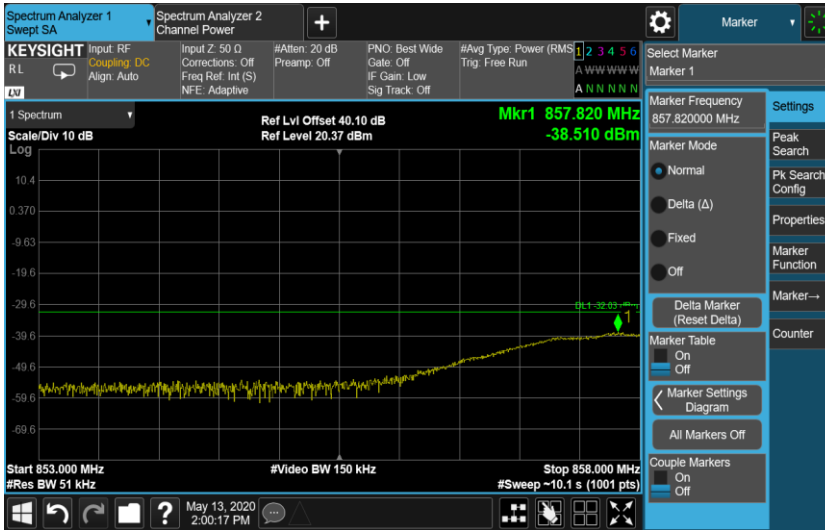 Spectrum Analyzer 1
Swept SA
Spectrum Analyzer 2
Channel Power
+
Marker
KEYSIGHT
RL
LXI
Input: RF
Coupling: DC
Align: Auto
Input Z: 50 Ω
Corrections: Off
Freq Ref: Int (S)
NFE: Adaptive
#Atten: 20 dB
Preamp: Off
PNO: Best Wide
Gate: Off
IF Gain: Low
Sig Track: Off
#Avg Type: Power (RMS
Trig: Free Run
1 2 3 4 5 6
A W W W W W
A N N N N N
Select Marker
Marker 1
1 Spectrum
Scale/Div 10 dB
Log
Ref Lvl Offset 40.10 dB
Ref Level 20.37 dBm
Mkr1 857.820 MHz
-38.510 dBm
10.4
0.370
-9.63
-19.6
-29.6
-39.6
-49.6
-59.6
-69.6
DL1 -32.03
1
Start 853.000 MHz
#Res BW 51 kHz
#Video BW 150 kHz
Stop 858.000 MHz
#Sweep ~10.1 s (1001 pts)
Marker Frequency
857.820000 MHz
Marker Mode
Normal
Delta (Δ)
Fixed
Off
Delta Marker
(Reset Delta)
Marker Table
On
Off
Marker Settings
Diagram
All Markers Off
Couple Markers
On
Off
Settings
Peak
Search
Pk Search
Config
Properties
Marker
Function
Marker→
Counter
?
May 13, 2020
2:00:17 PM